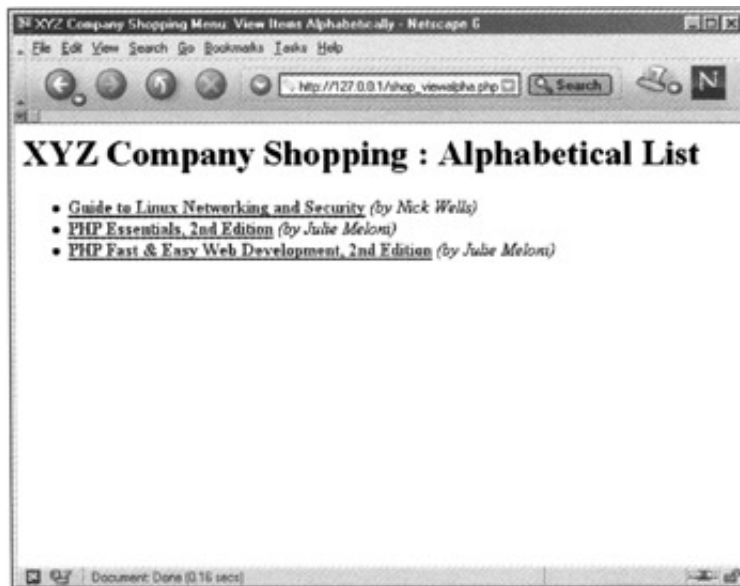 XYZ Company Shopping Menu: View Items Alphabetically - Netscape 6
File Edit View Search Go Bookmarks Tasks Help
http://127.0.0.1/shop_viewalpha.php Search N
XYZ Company Shopping : Alphabetical List
• Guide to Linux Networking and Security (by Nick Wells)
• PHP Essentials, 2nd Edition (by Julie Meloni)
• PHP Fast & Easy Web Development, 2nd Edition (by Julie Meloni)
Document: Done (0.16 secs)